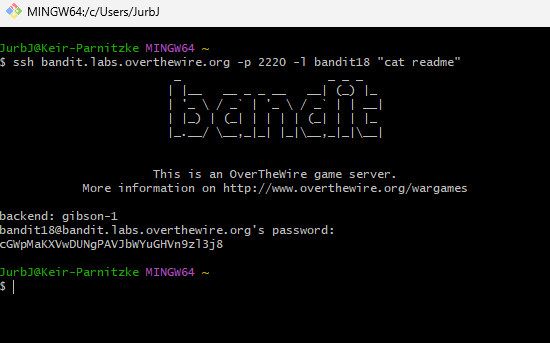 MINGW64:/c/Users/JurbJ
JurbJ@Keir-Parnitzke MINGW64 ~
$ ssh bandit.labs.overthewire.org -p 2220 -l bandit18 "cat readme"
bandit
This is an OverTheWire game server.
More information on http://www.overthewire.org/wargames
backend: gibson-1
bandit18@bandit.labs.overthewire.org's password:
cGWpMaKXVwDUNgPAVJbWYuGHVn9zl3j8
JurbJ@Keir-Parnitzke MINGW64 ~
$